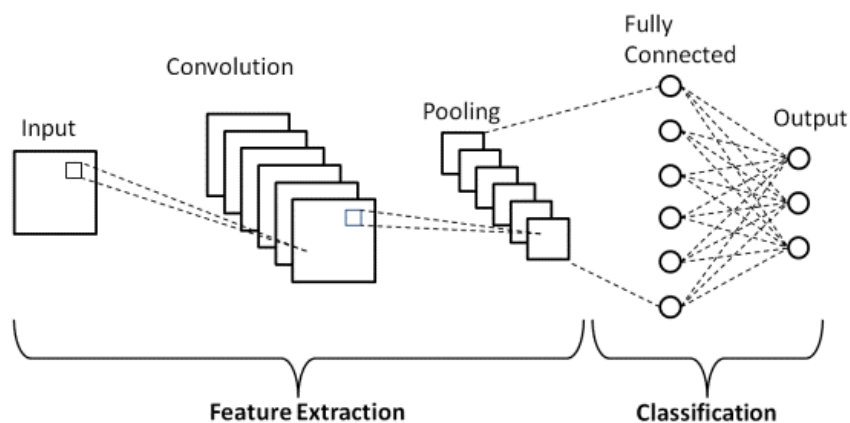 Input
Convolution
Pooling
Fully
Connected
Output
Feature Extraction
Classification